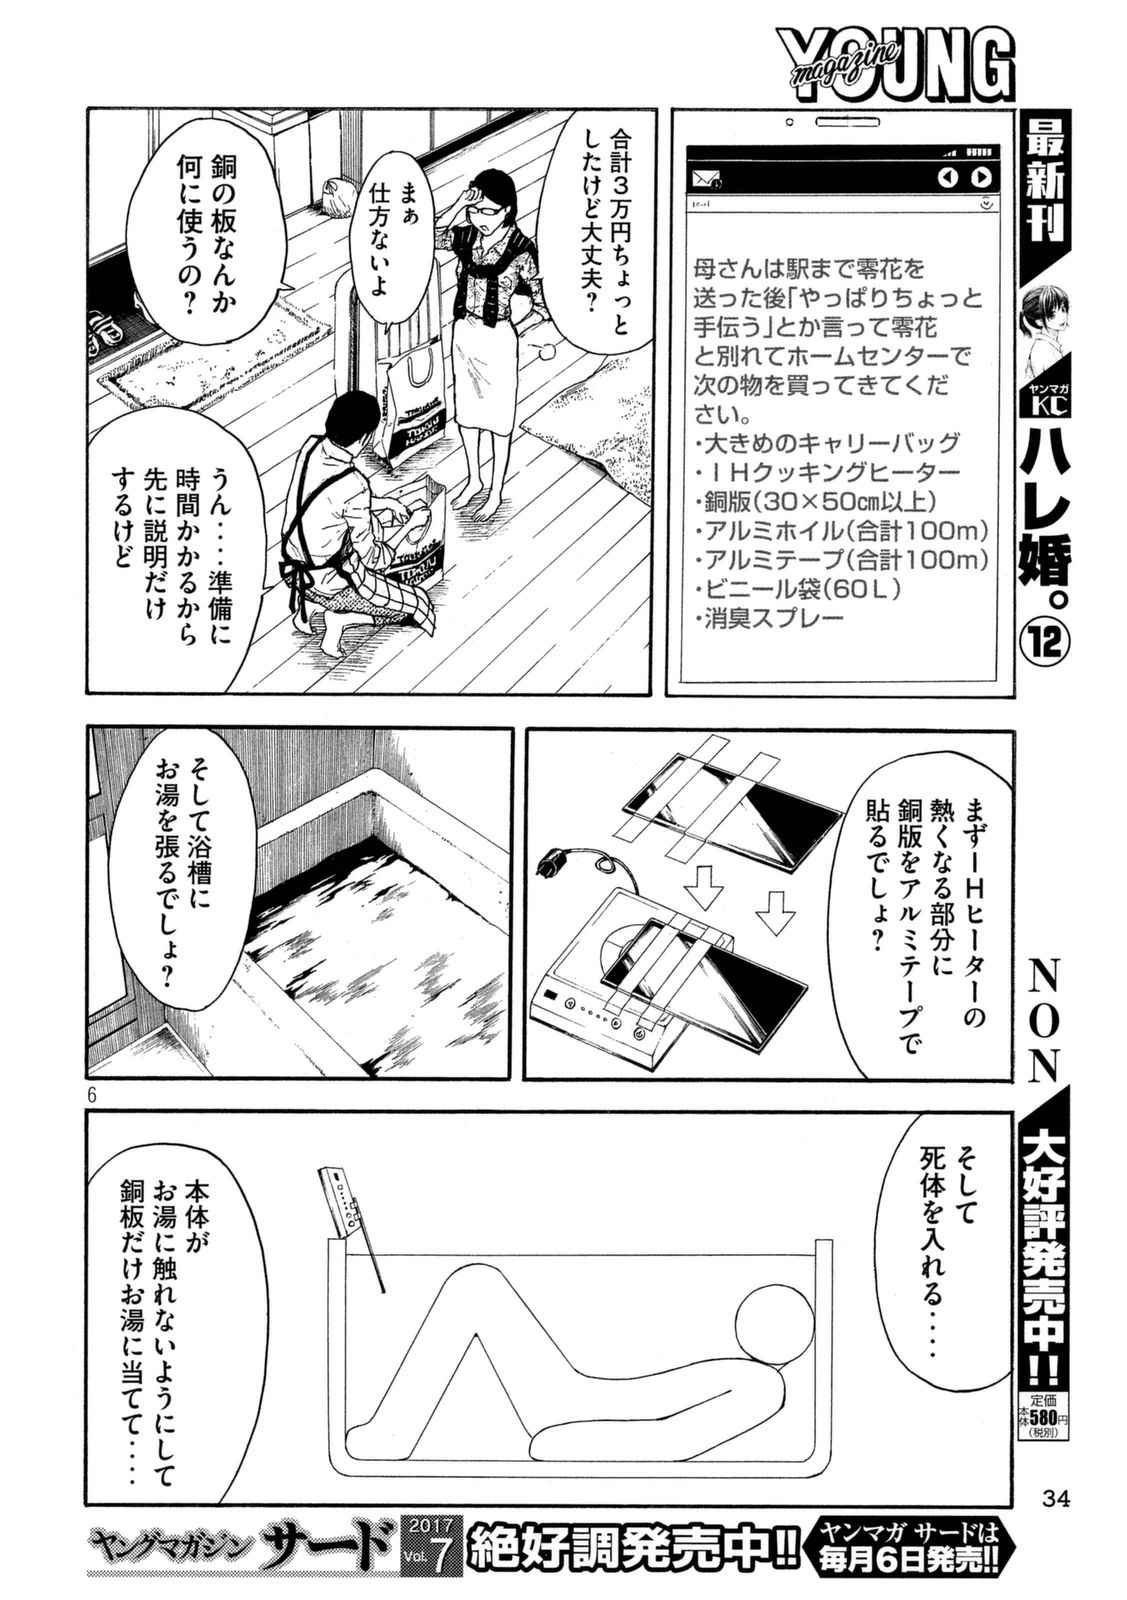 YOUNG
magazine
最新刊
ヤンマガ
KC
ハレ婚。⑫
NON
大好評発売中!!
定価
本体580円
(税別)
母さんは駅まで零花を
送った後「やっぱりちょっと
手伝う」とか言って零花
と別れてホームセンターで
次の物を買ってきてくだ
さい。
・大きめのキャリーバッグ
・IHクッキングヒーター
・銅版(30×50㎝以上)
・アルミホイル(合計100m)
・アルミテープ(合計100m)
・ビニール袋(60L)
・消臭スプレー
合計3万円ちょっと
したけど大丈夫?
まぁ
仕方ないよ
銅の板なんか
何に使うの?
うん‥‥準備に
時間かかるから
先に説明だけ
するけど
まずIHヒーターの
熱くなる部分に
銅版をアルミテープで
貼るでしょ?
そして浴槽に
お湯を張るでしょ?
6
そして
死体を入れる‥‥
本体が
お湯に触れないようにして
銅板だけお湯に当てて‥‥
34
ヤングマガジン サード
2017
Vol.7
絶好調発売中!!
ヤンマガ サードは
毎月6日発売!!